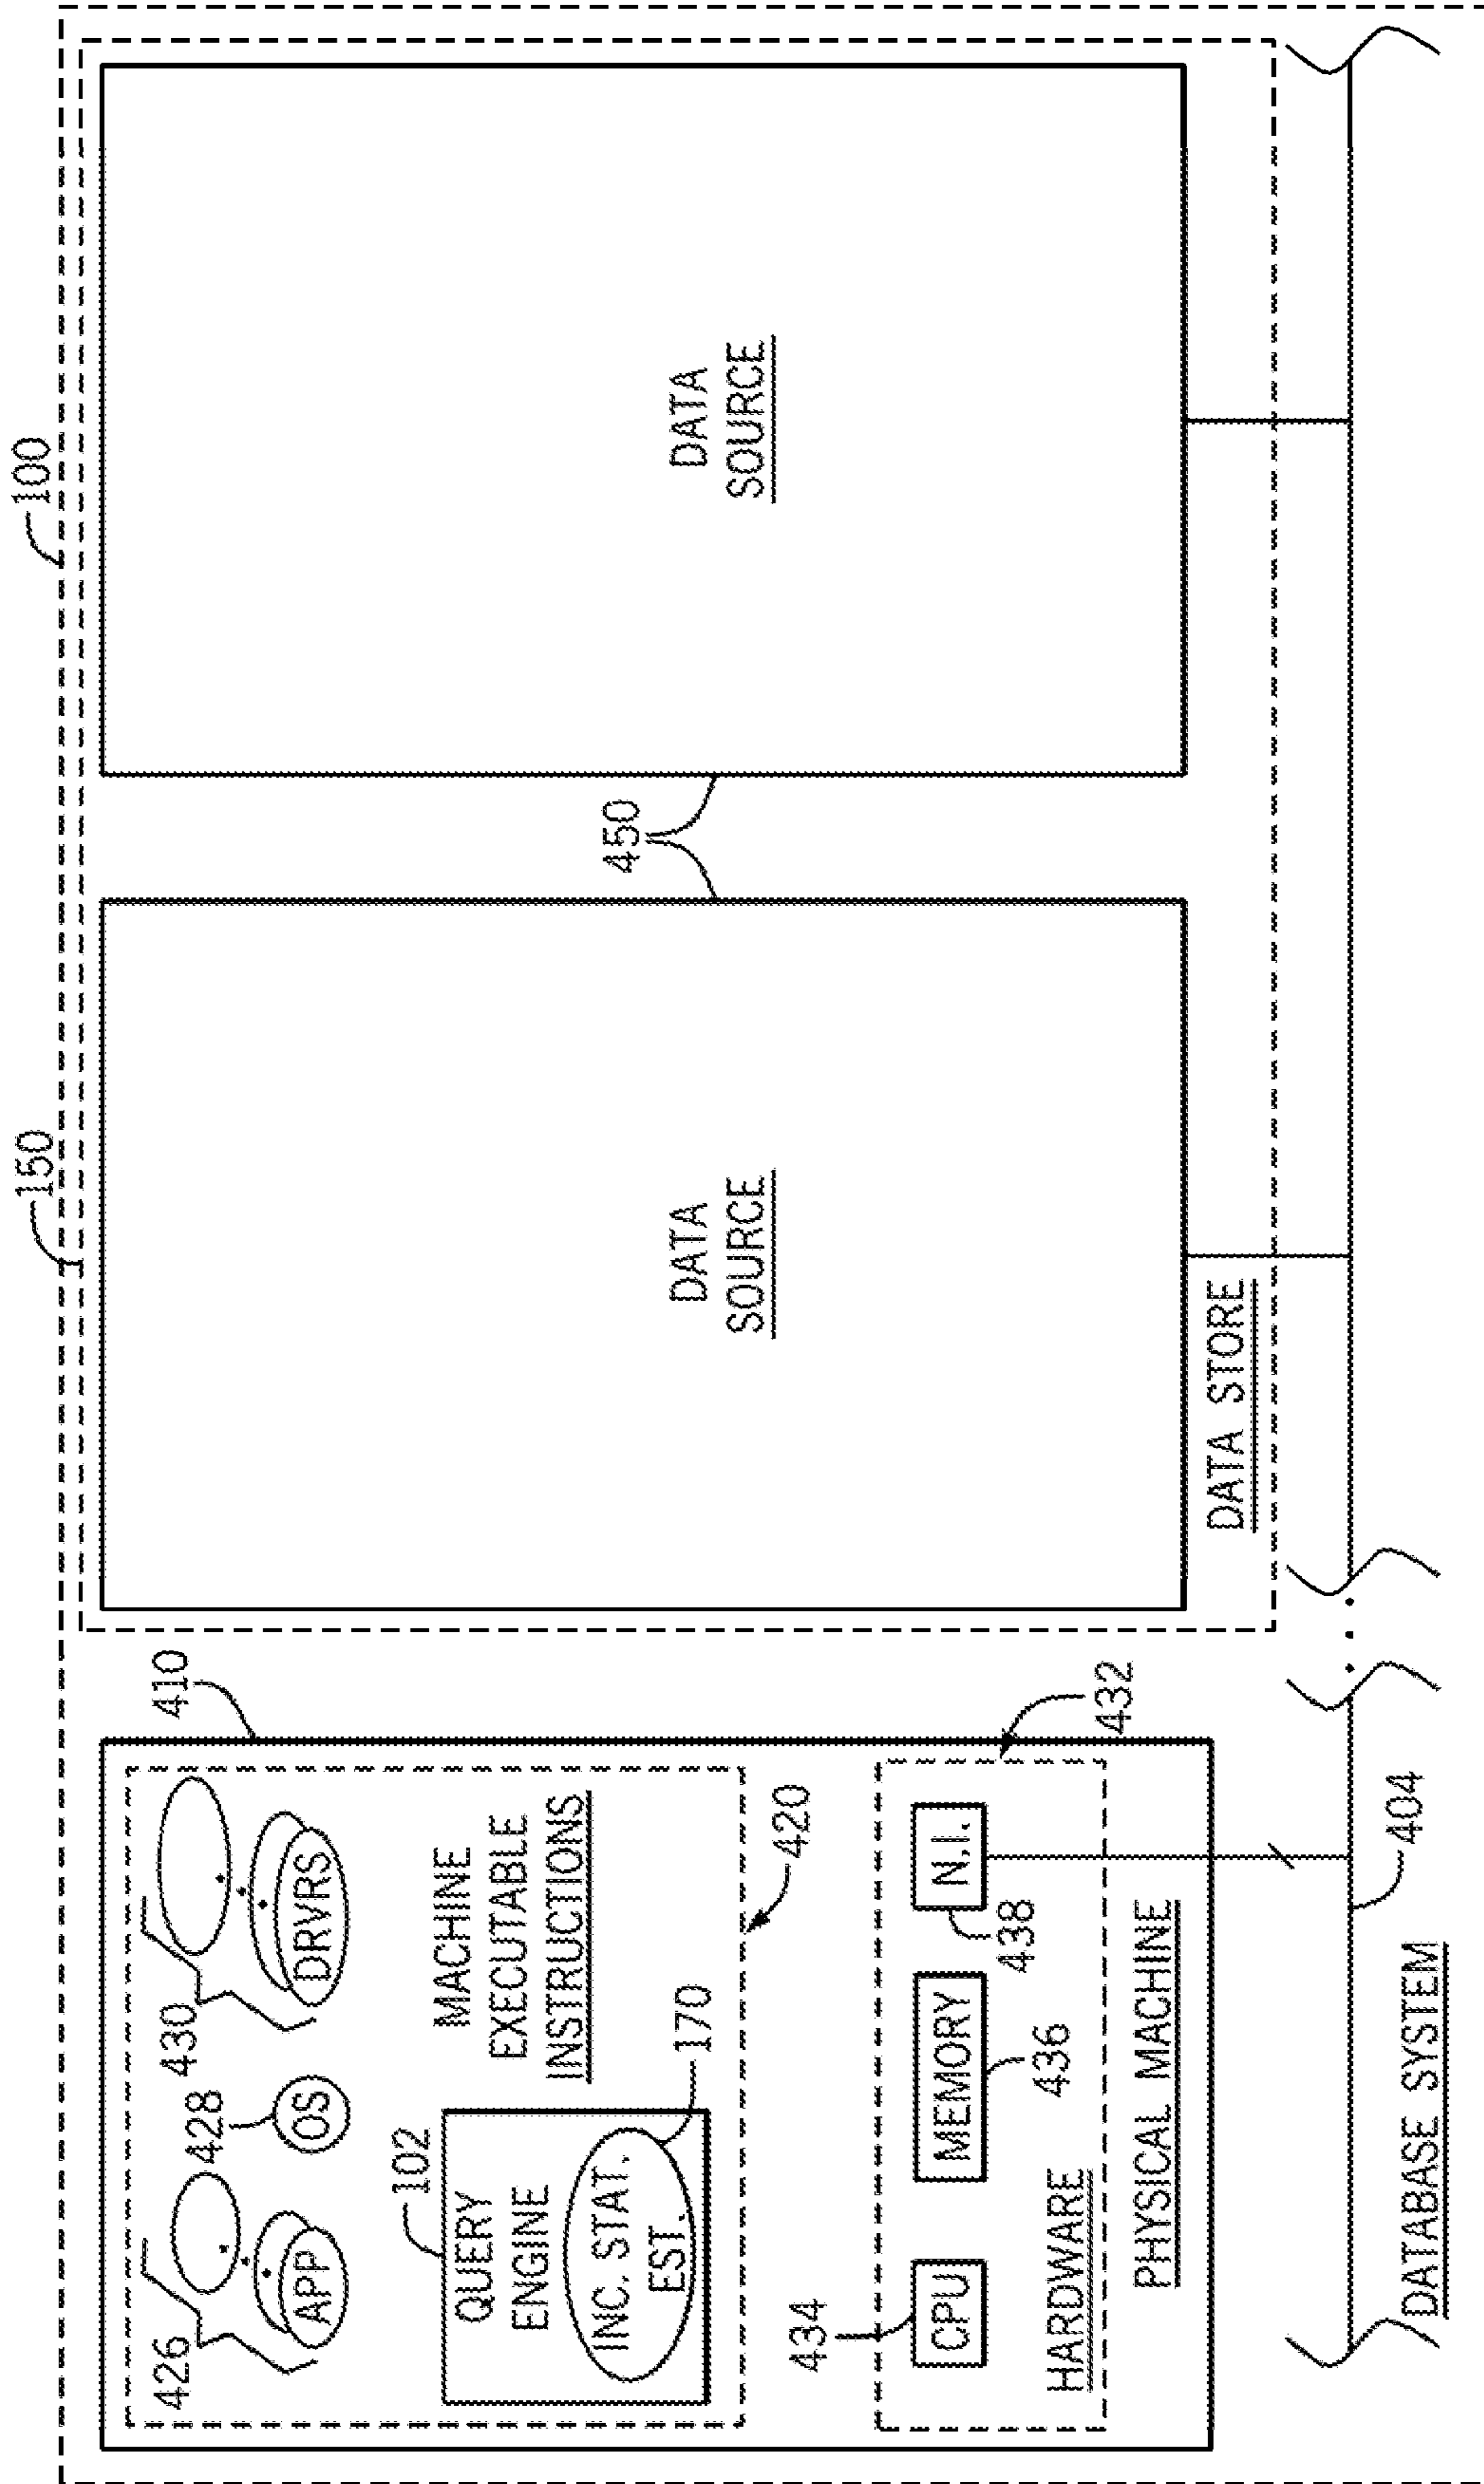 100
150
410
426
428
430
APP
OS
DRVRS
102
QUERY
ENGINE
INC. STAT.
EST.
170
MACHINE
EXECUTABLE
INSTRUCTIONS
420
434
CPU
MEMORY
436
N.I.
438
432
HARDWARE
PHYSICAL MACHINE
DATA
SOURCE
450
DATA
SOURCE
DATA STORE
404
DATABASE SYSTEM